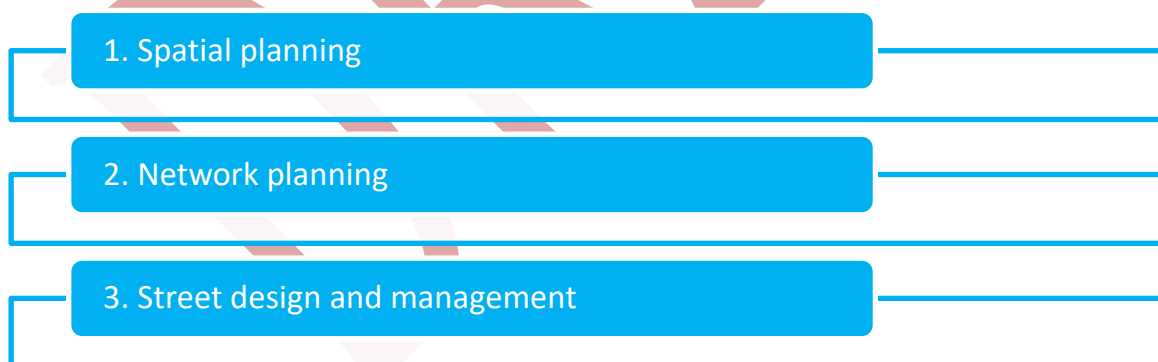 1. Spatial planning
2. Network planning
3. Street design and management